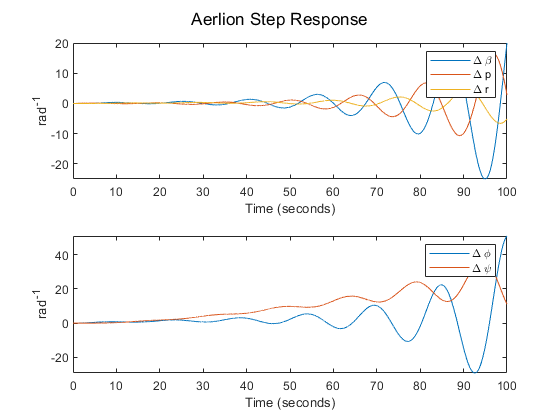 Aerlion Step Response
20
10
0
-10
-20
rad-1
Δ β
Δ p
Δ r
0 10 20 30 40 50 60 70 80 90 100
Time (seconds)
40
20
0
-20
rad-1
Δ ϕ
Δ ψ
0 10 20 30 40 50 60 70 80 90 100
Time (seconds)